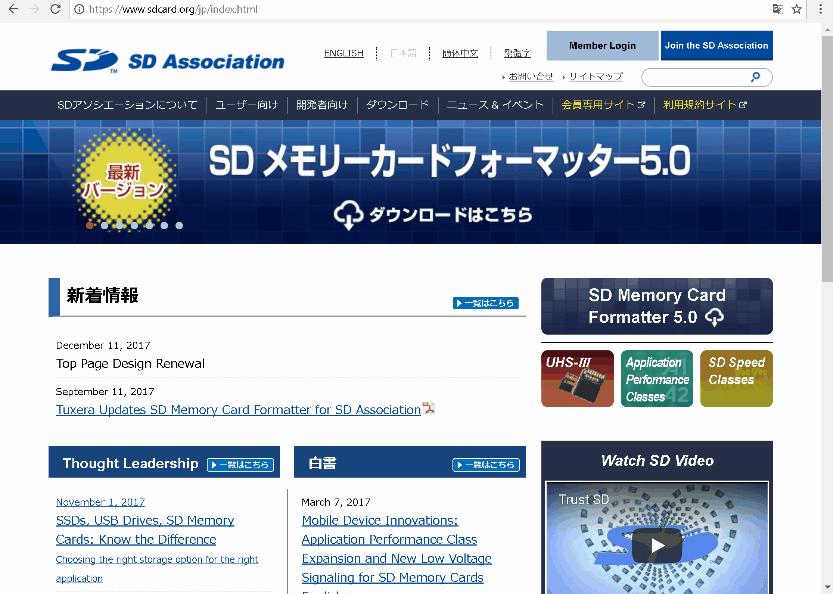 https://www.sdcard.org/jp/index.html
SD Association
ENGLISH
日本語
簡体中文
繁體字
Member Login
Join the SD Association
お問い合せ
サイトマップ
SDアソシエーションについて
ユーザー向け
開発者向け
ダウンロード
ニュース & イベント
会員専用サイト
利用規約サイト
最新
バージョン
SD メモリーカードフォーマッター5.0
ダウンロードはこちら
新着情報
一覧はこちら
December 11, 2017
Top Page Design Renewal
September 11, 2017
Tuxera Updates SD Memory Card Formatter for SD Association
SD Memory Card
Formatter 5.0
UHS-III
Application
Performance
Classes
SD Speed
Classes
Thought Leadership
一覧はこちら
November 1, 2017
SSDs, USB Drives, SD Memory
Cards: Know the Difference
Choosing the right storage option for the right
application
白書
一覧はこちら
March 7, 2017
Mobile Device Innovations:
Application Performance Class
Expansion and New Low Voltage
Signaling for SD Memory Cards
Watch SD Video
Trust SD